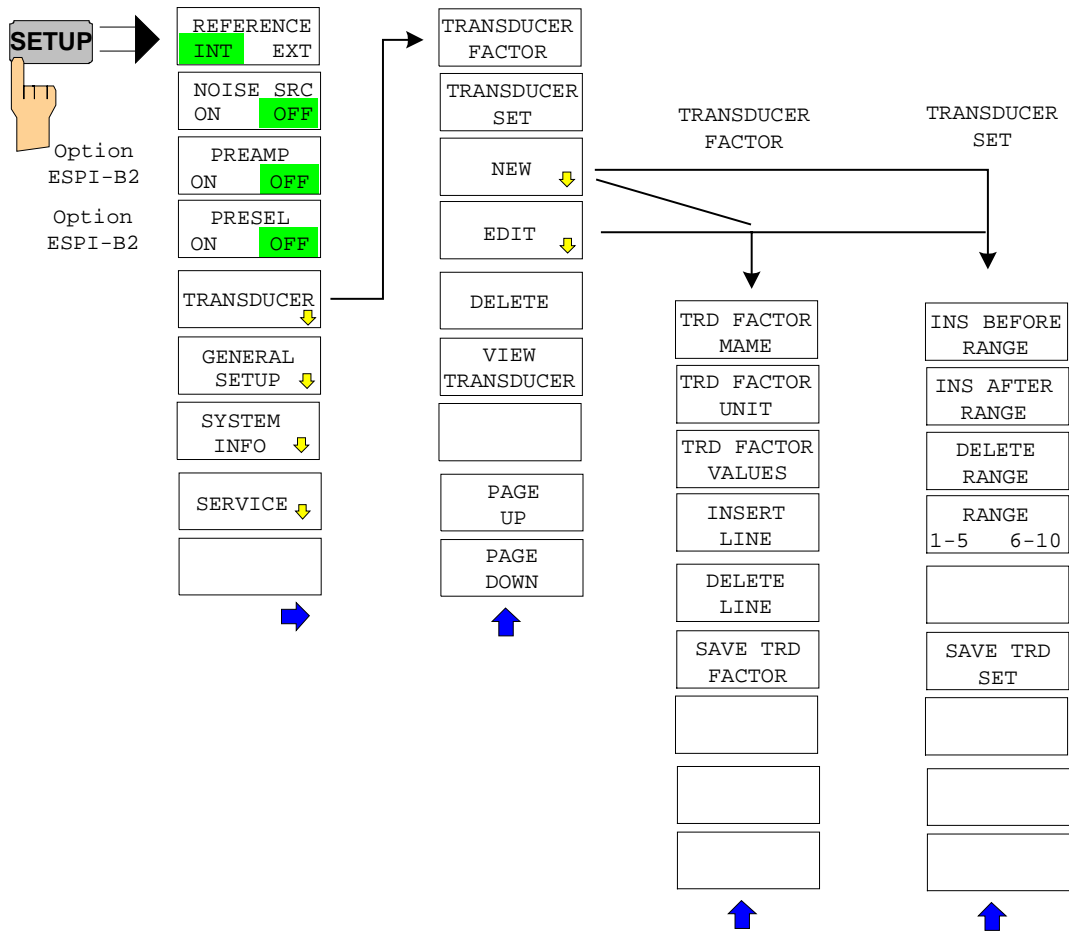 SETUP
REFERENCE
INT EXT
NOISE SRC
ON OFF
Option
ESPI-B2
PREAMP
ON OFF
Option
ESPI-B2
PRESEL
ON OFF
TRANSDUCER
GENERAL
SETUP
SYSTEM
INFO
SERVICE
TRANSDUCER
FACTOR
TRANSDUCER
SET
NEW
EDIT
DELETE
VIEW
TRANSDUCER
PAGE
UP
PAGE
DOWN
TRANSDUCER
FACTOR
TRD FACTOR
MAME
TRD FACTOR
UNIT
TRD FACTOR
VALUES
INSERT
LINE
DELETE
LINE
SAVE TRD
FACTOR
TRANSDUCER
SET
INS BEFORE
RANGE
INS AFTER
RANGE
DELETE
RANGE
RANGE
1-5 6-10
SAVE TRD
SET